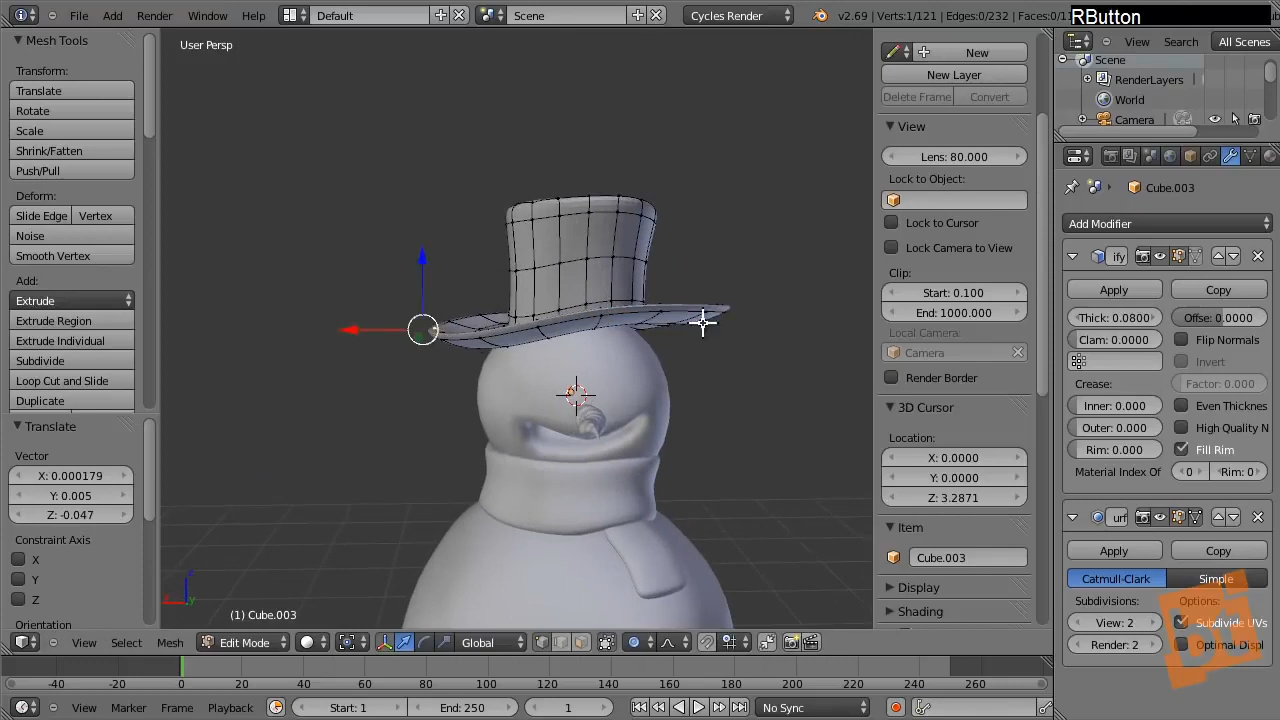 File Add Render Window Help Default Scene Cycles Render v2.69 | Verts:1/121 | Edges:0/232 | Faces:0/1
RButton
Mesh Tools
Transform:
Translate
Rotate
Scale
Shrink/Fatten
Push/Pull
Deform:
Slide Edge Vertex
Noise
Smooth Vertex
Add:
Extrude
Extrude Region
Extrude Individual
Subdivide
Loop Cut and Slide
Duplicate
Translate
Vector
X: 0.000179
Y: 0.005
Z: -0.047
Constraint Axis
X
Y
Z
Orientation
User Persp
(1) Cube.003
New
New Layer
Delete Frame Convert
View
Lens: 80.000
Lock to Object:
Lock to Cursor
Lock Camera to View
Clip:
Start: 0.100
End: 1000.000
Local Camera:
Camera
Render Border
3D Cursor
Location:
X: 0.0000
Y: 0.0000
Z: 3.2871
Item
Cube.003
Display
Shading
View Search All Scenes
Scene
RenderLayers
World
Camera
Cube.003
Add Modifier
ify
Apply Copy
Thick: 0.0800 Offse: 0.0000
Clam: 0.0000 Flip Normals
Invert
Crease: Factor: 0.000
Inner: 0.000 Even Thicknes
Outer: 0.000 High Quality N
Rim: 0.000 Fill Rim
Material Index Of 0 Rim: 0
urf
Apply Copy
Catmull-Clark Simple
Subdivisions: Options:
View: 2 Subdivide UVs
Render: 2 Optimal Displ
View Select Mesh Edit Mode Global
-40 -20 0 20 40 60 80 100 120 140 160 180 200 220 240 260
View Marker Frame Playback Start: 1 End: 250 1 No Sync